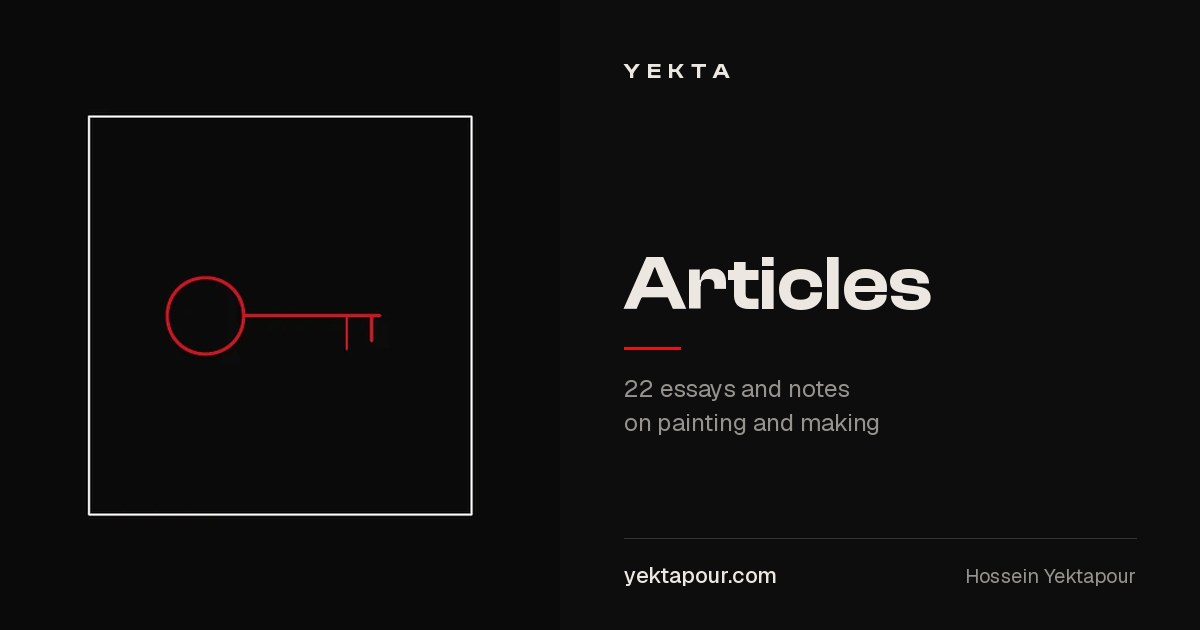 YEKTA
Articles
22 essays and notes
on painting and making
yektapour.com
Hossein Yektapour